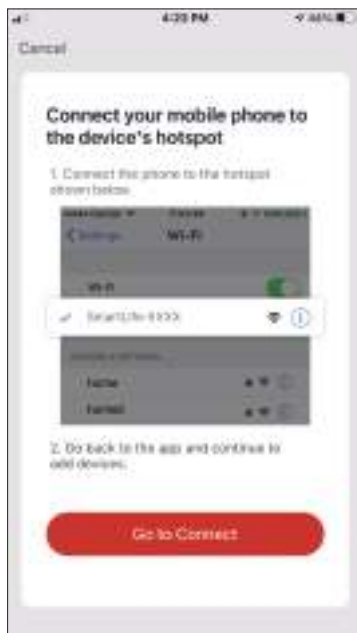 4:20 PM
Cancel
Connect your mobile phone to
the device's hotspot
1. Connect the phone to the hotspot
shown below.
Settings Wi-Fi
Wi-Fi
SmartLife-XXXX
home
2. Go back to the app and continue to
add devices.
Go to Connect